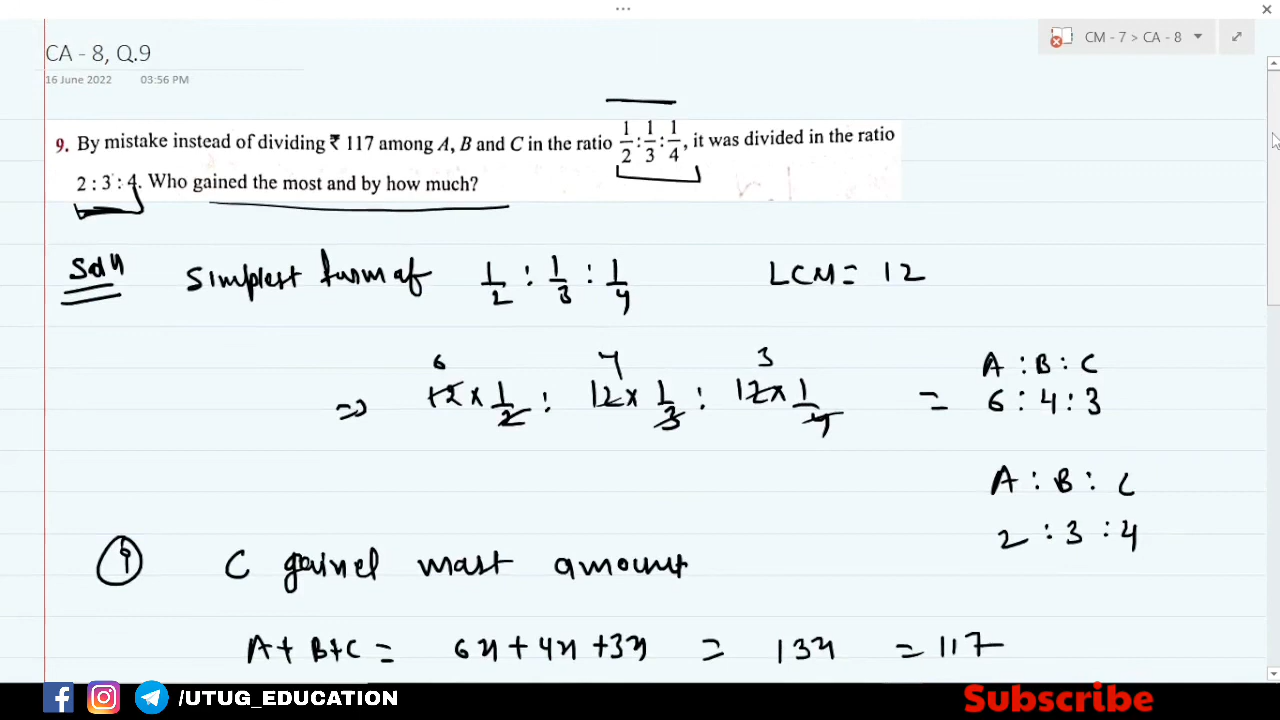 CM - 7 > CA - 8
CA - 8, Q.9
16 June 2022 03:56 PM
9. By mistake instead of dividing ₹ 117 among A, B and C in the ratio 1/2 : 1/3 : 1/4, it was divided in the ratio
2 : 3 : 4. Who gained the most and by how much?
Solⁿ Simplest form of 1/2 : 1/3 : 1/4 LCM = 12
6 4 3
=> 12 x 1/2 : 12 x 1/3 : 12 x 1/4 = 6 : 4 : 3
A : B : C
A : B : C
2 : 3 : 4
C gained most amount
A + B + C = 6x + 4x + 3x = 13x = 117
/UTUG_EDUCATION
Subscribe